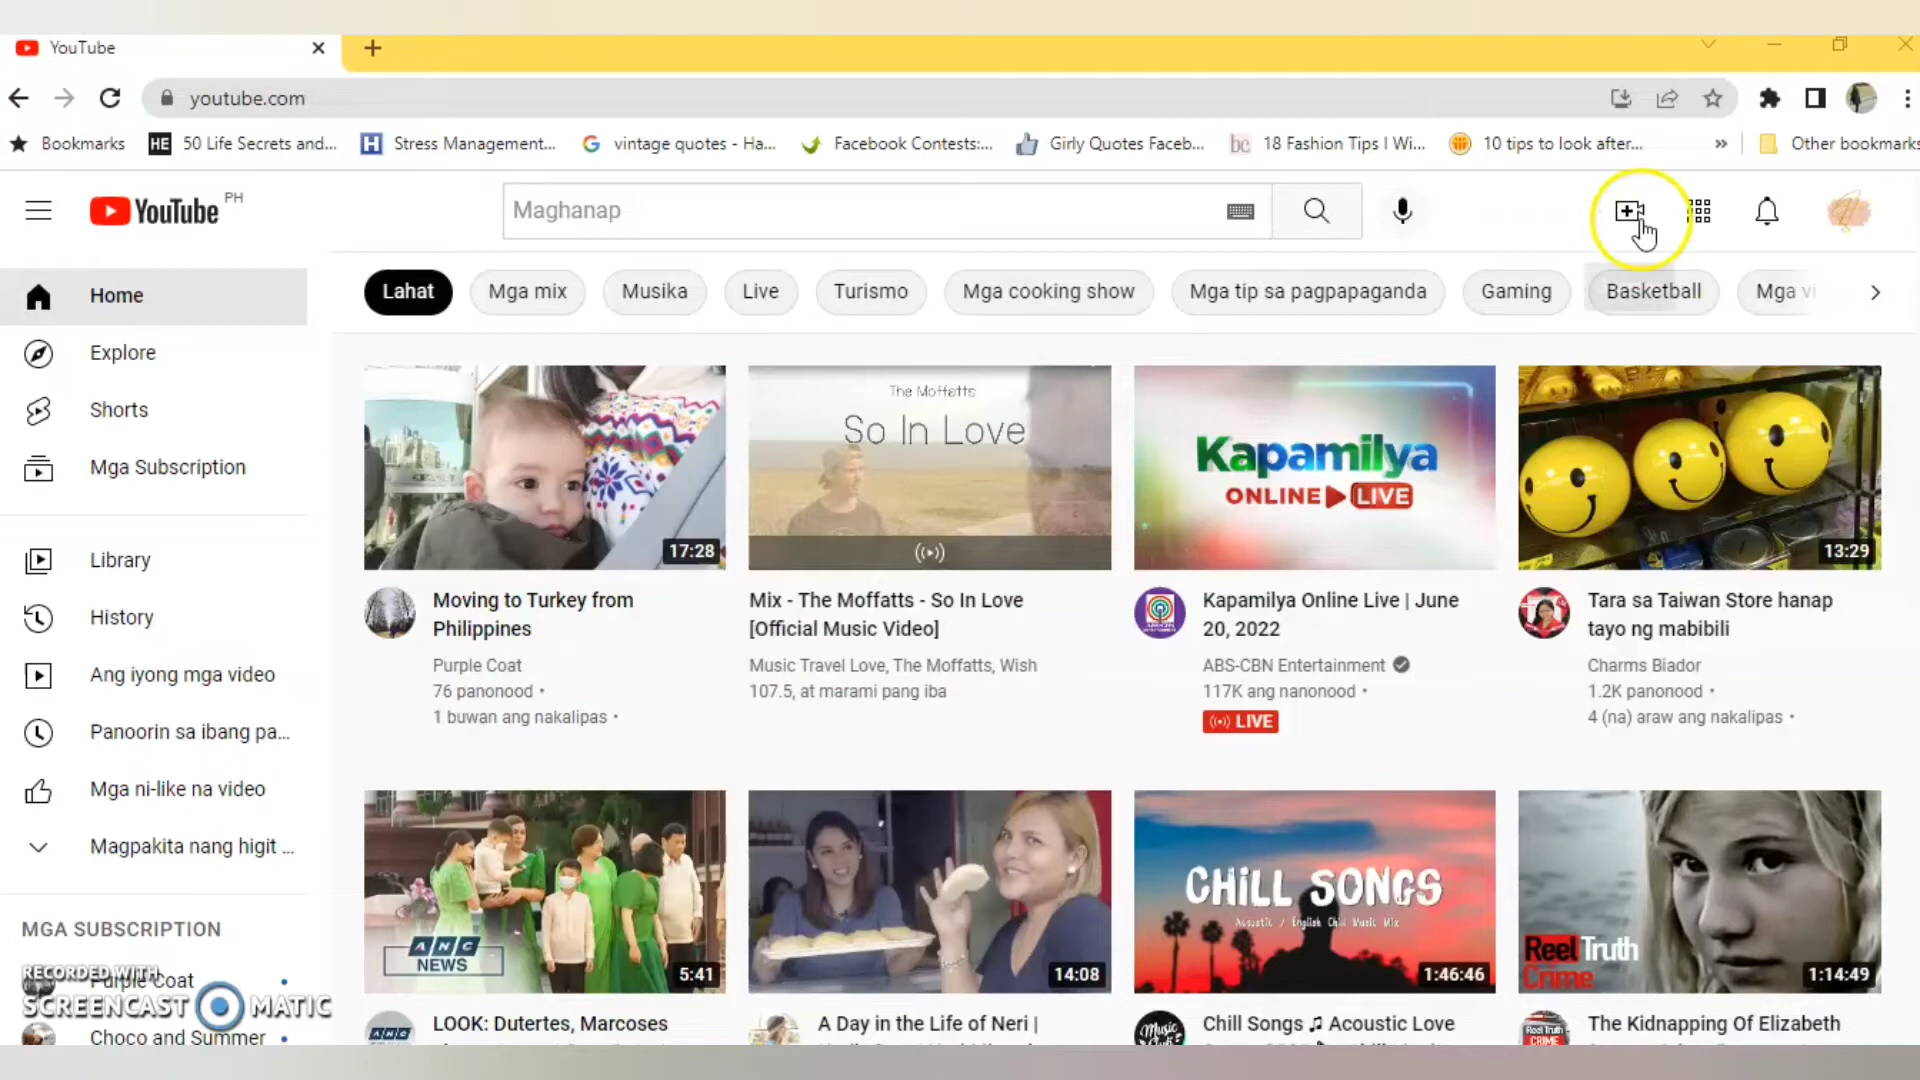 YouTube
youtube.com
Bookmarks
HE 50 Life Secrets and...
H Stress Management...
G vintage quotes - Ha...
Facebook Contests:...
Girly Quotes Faceb...
bc 18 Fashion Tips I Wi...
10 tips to look after...
Other bookmarks
YouTube PH
Maghanap
Lahat
Mga mix
Musika
Live
Turismo
Mga cooking show
Mga tip sa pagpapaganda
Gaming
Basketball
Mga vi
Home
Explore
Shorts
Mga Subscription
Library
History
Ang iyong mga video
Panoorin sa ibang pa...
Mga ni-like na video
Magpakita nang higit ...
MGA SUBSCRIPTION
Purple Coat
Choco and Summer
RECORDED WITH
SCREENCAST MATIC
17:28
Moving to Turkey from
Philippines
Purple Coat
76 panonood •
1 buwan ang nakalipas •
The Moffatts
So In Love
Mix - The Moffatts - So In Love
[Official Music Video]
Music Travel Love, The Moffatts, Wish
107.5, at marami pang iba
Kapamilya
ONLINE LIVE
Kapamilya Online Live | June
20, 2022
ABS-CBN Entertainment
117K ang nanonood •
LIVE
13:29
Tara sa Taiwan Store hanap
tayo ng mabibili
Charms Biador
1.2K panonood •
4 (na) araw ang nakalipas •
ANC
NEWS
5:41
LOOK: Dutertes, Marcoses
14:08
A Day in the Life of Neri |
CHILL SONGS
Acoustic / English Chill Music Mix
1:46:46
Chill Songs ♫ Acoustic Love
Reel Truth
Crime
1:14:49
The Kidnapping Of Elizabeth